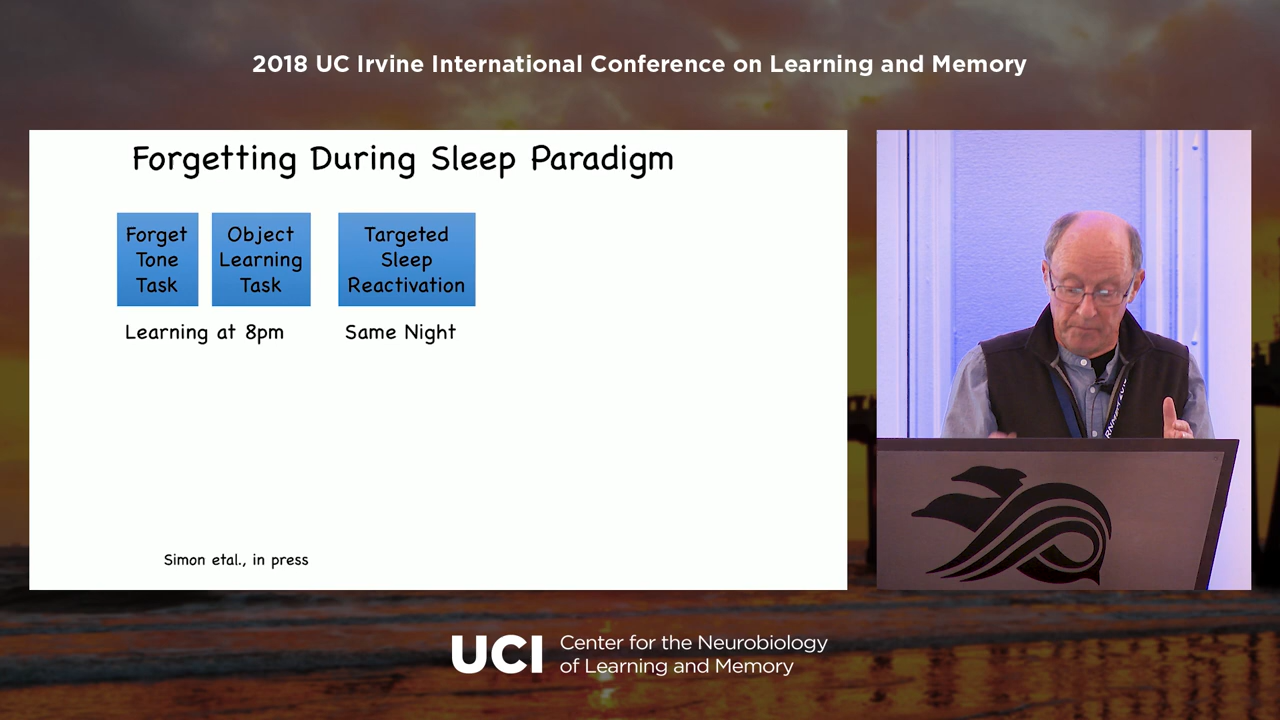 2018 UC Irvine International Conference on Learning and Memory
Forgetting During Sleep Paradigm
Forget
Tone
Task
Object
Learning
Task
Targeted
Sleep
Reactivation
Learning at 8pm
Same Night
Simon etal., in press
UCI
Center for the Neurobiology
of Learning and Memory